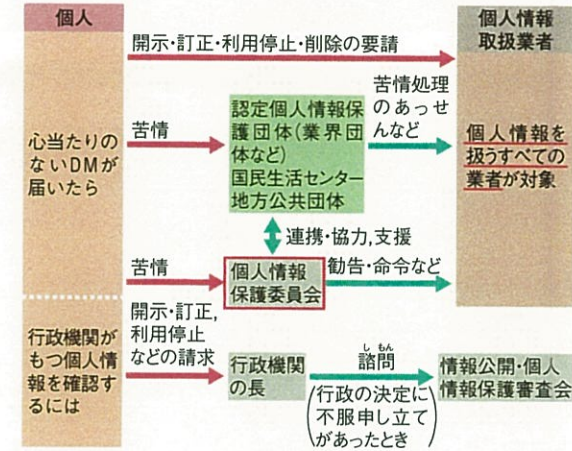 個人
個人情報
取扱業者
開示・訂正・利用停止・削除の要請
心当たりの
ないDMが
届いたら
苦情
認定個人情報保
護団体(業界団
体など)
国民生活センター
地方公共団体
苦情処理
のあっせ
んなど
個人情報を
扱うすべての
業者が対象
連携・協力,支援
苦情
個人情報
保護委員会
勧告・命令など
行政機関が
もつ個人情
報を確認す
るには
開示・訂正,
利用停止
などの請求
行政機関
の長
しもん
諮問
(行政の決定に
不服申し立て
があったとき)
情報公開・個人
情報保護審査会